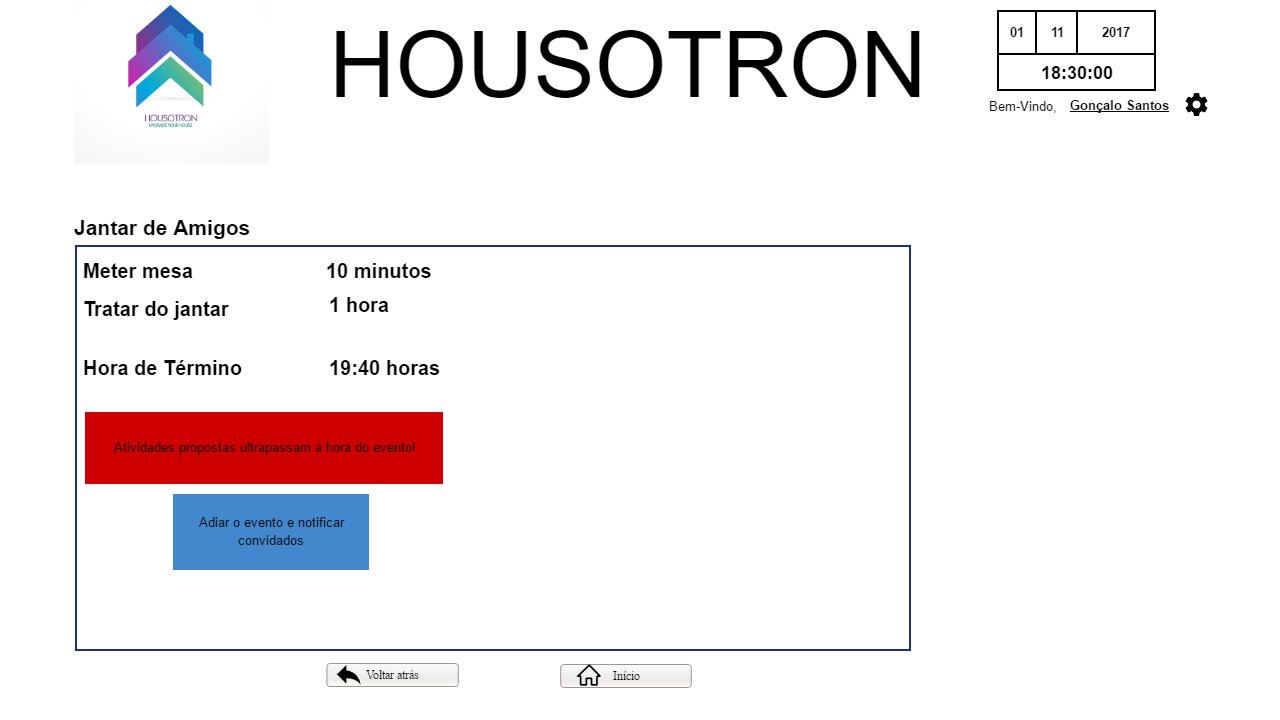 HOUSOTRON
UPGRADE YOUR HOUSE
HOUSOTRON
01 11 2017
18:30:00
Bem-Vindo, Gonçalo Santos
Jantar de Amigos
Meter mesa 10 minutos
Tratar do jantar 1 hora
Hora de Término 19:40 horas
Atividades propostas ultrapassam a hora do evento!
Adiar o evento e notificar
convidados
Voltar atrás
Início